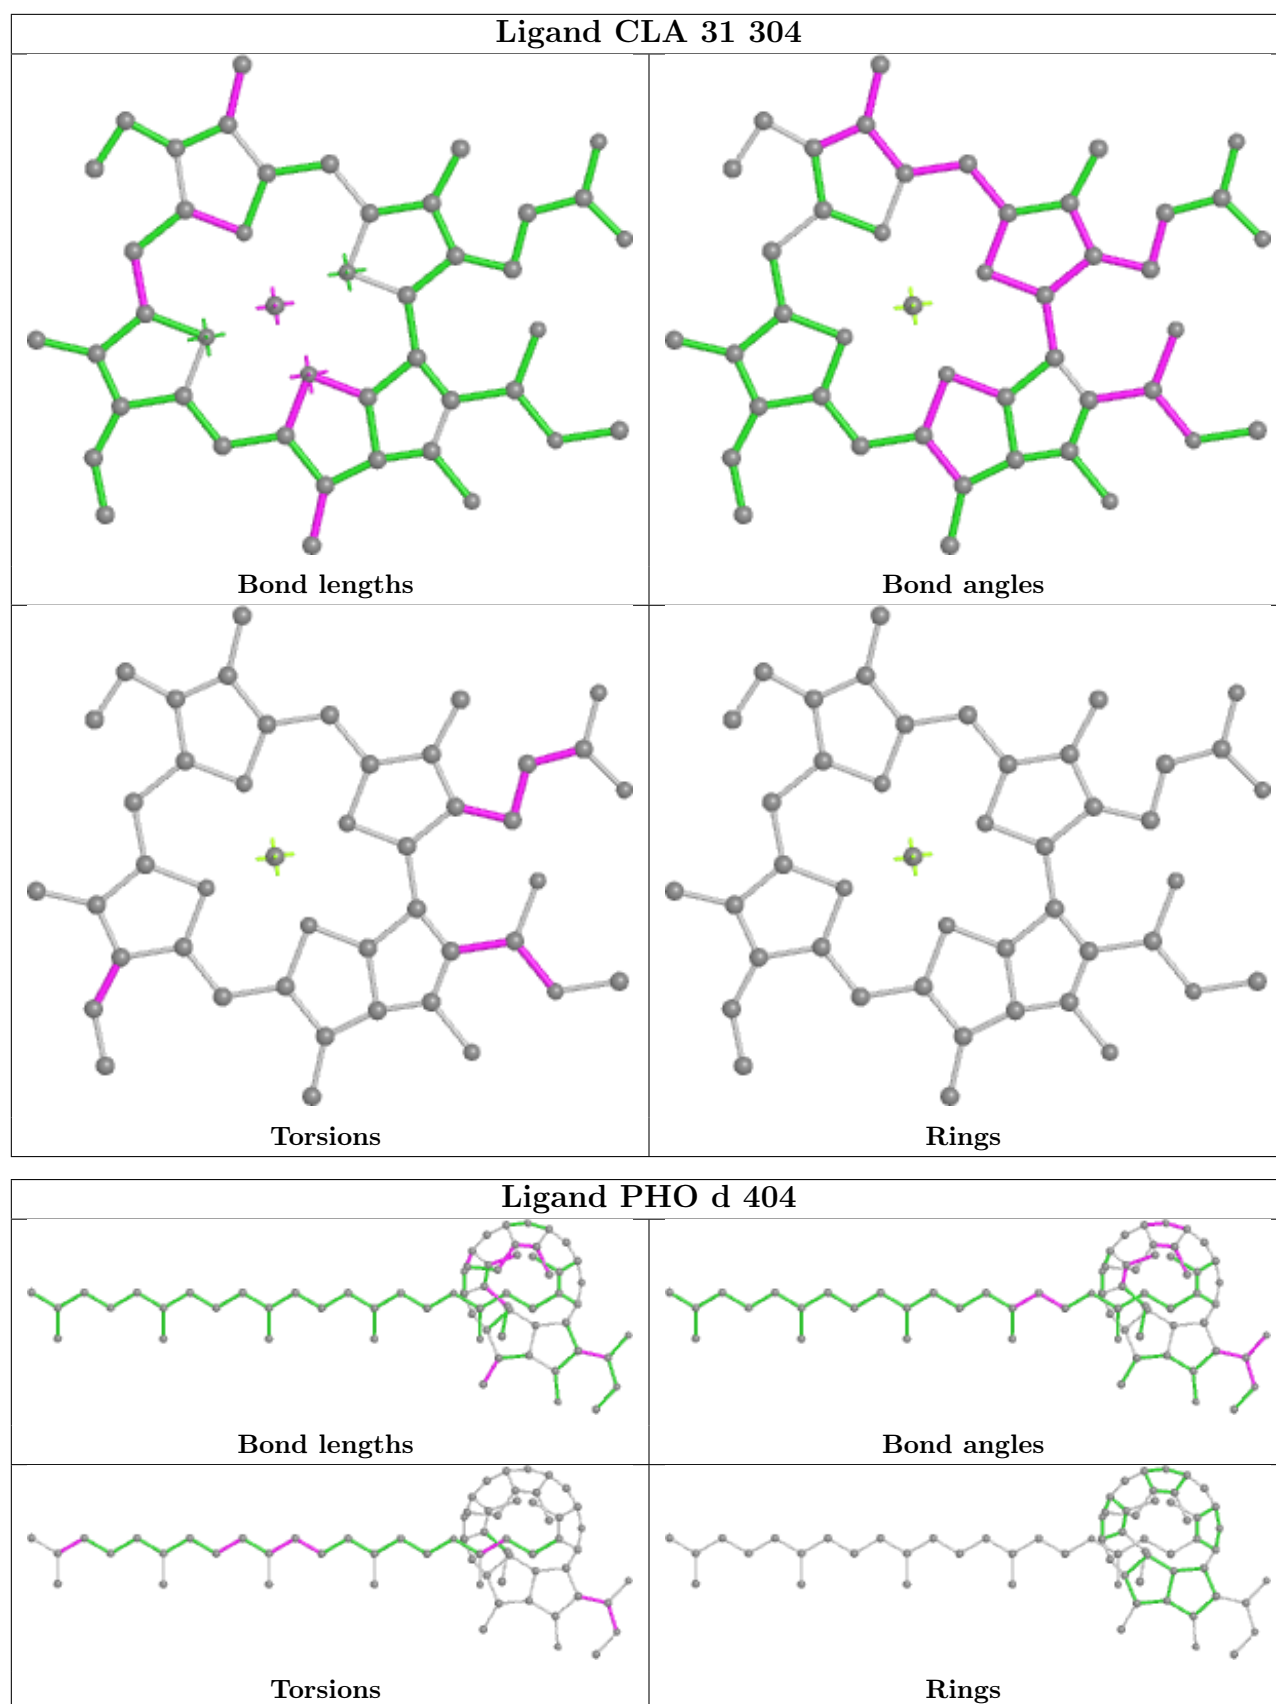 Ligand CLA 31 304
Bond lengths
Bond angles
Torsions
Rings
Ligand PHO d 404
Bond lengths
Bond angles
Torsions
Rings